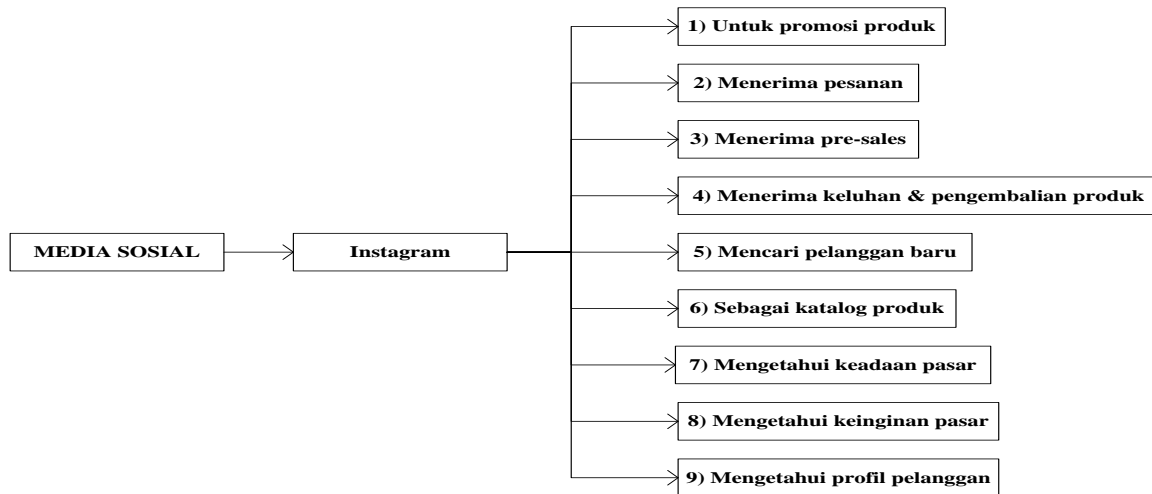 MEDIA SOSIAL
Instagram
1) Untuk promosi produk
2) Menerima pesanan
3) Menerima pre-sales
4) Menerima keluhan & pengembalian produk
5) Mencari pelanggan baru
6) Sebagai katalog produk
7) Mengetahui keadaan pasar
8) Mengetahui keinginan pasar
9) Mengetahui profil pelanggan